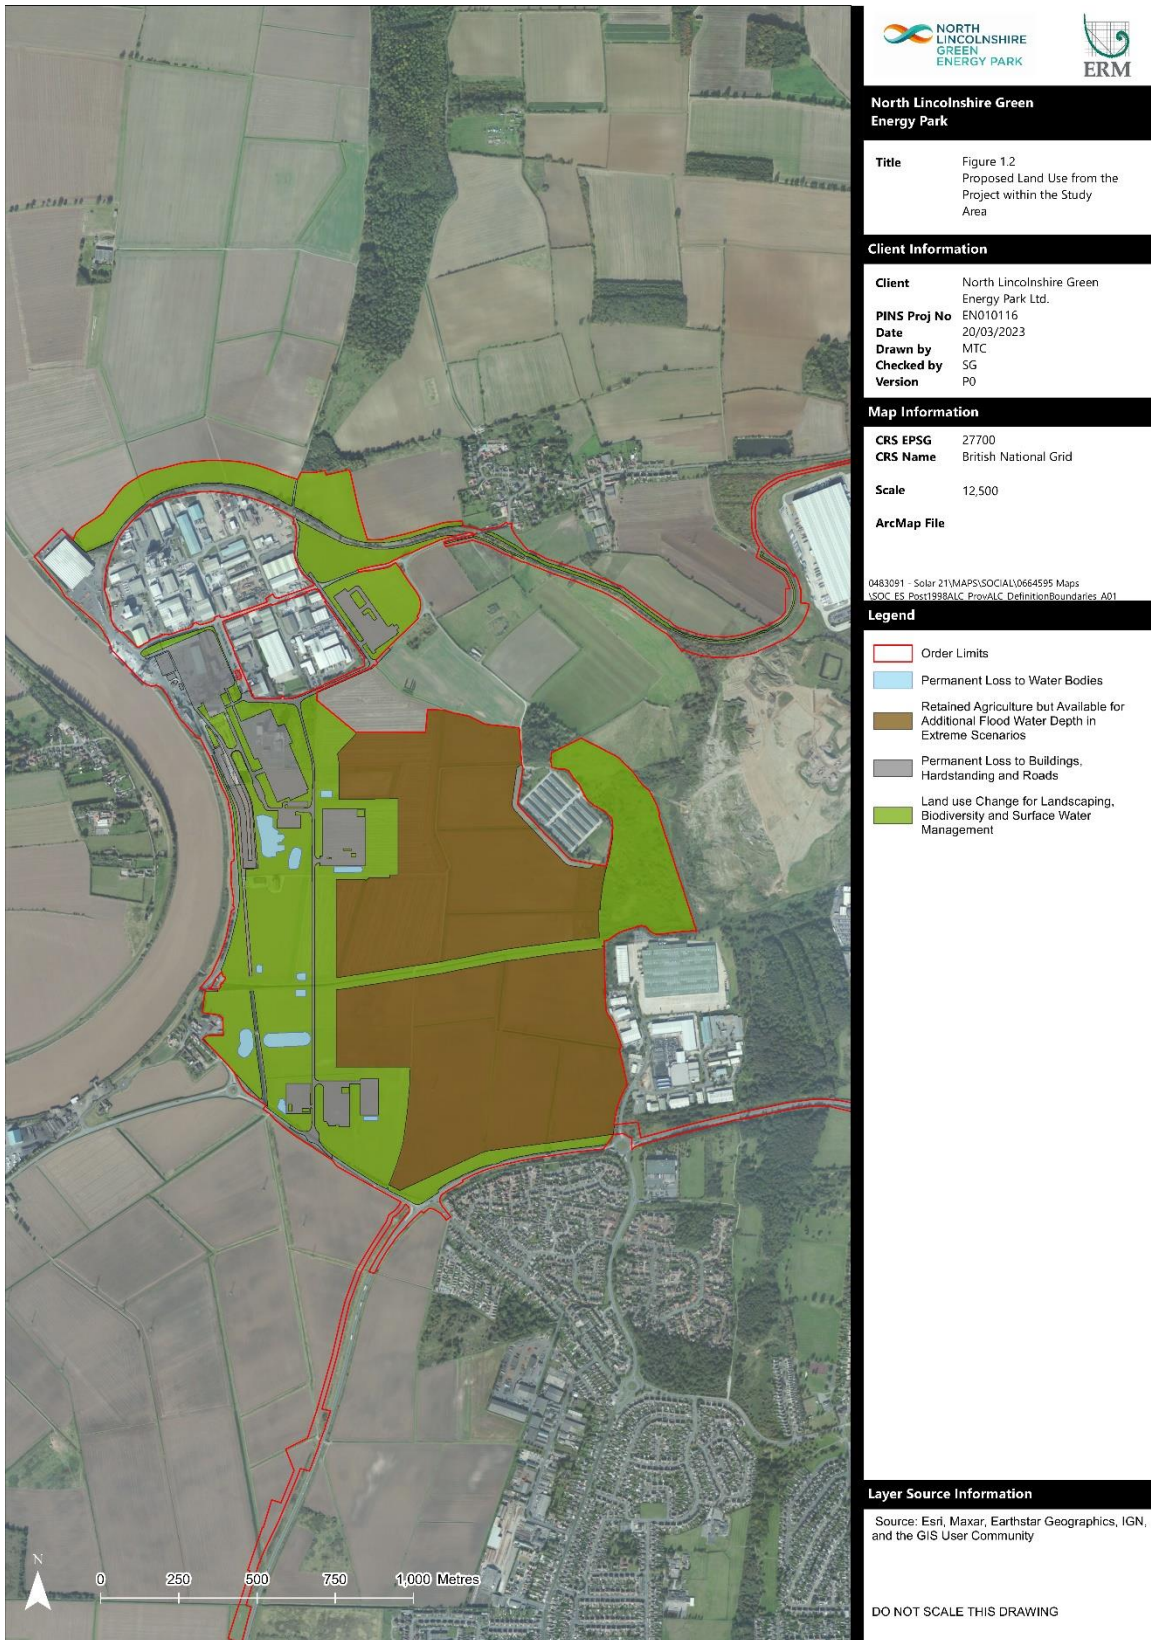 NORTH
LINCOLNSHIRE
GREEN
ENERGY PARK
ERM
North Lincolnshire Green
Energy Park
Title Figure 1.2
Proposed Land Use from the
Project within the Study
Area
Client Information
Client North Lincolnshire Green
Energy Park Ltd.
PINS Proj No EN010116
Date 20/03/2023
Drawn by MTC
Checked by SG
Version P0
Map Information
CRS EPSG 27700
CRS Name British National Grid
Scale 12,500
ArcMap File
0483091 - Solar 21\MAPS\SOCIAL\0664595 Maps
\SOC_ES_Post1998ALC_ProvALC_DefinitionBoundaries_A01
Legend
Order Limits
Permanent Loss to Water Bodies
Retained Agriculture but Available for
Additional Flood Water Depth in
Extreme Scenarios
Permanent Loss to Buildings,
Hardstanding and Roads
Land use Change for Landscaping,
Biodiversity and Surface Water
Management
Layer Source Information
Source: Esri, Maxar, Earthstar Geographics, IGN,
and the GIS User Community
DO NOT SCALE THIS DRAWING
N
0 250 500 750 1,000 Metres